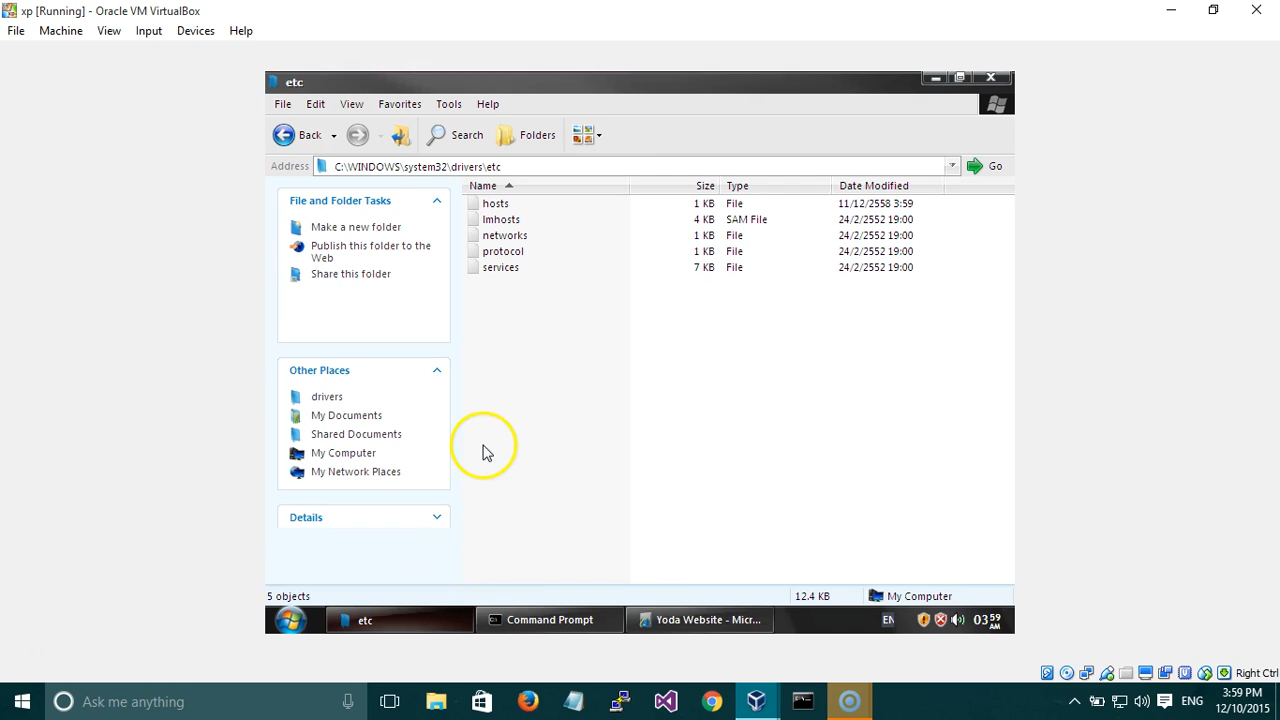 xp [Running] - Oracle VM VirtualBox
File Machine View Input Devices Help
etc
File Edit View Favorites Tools Help
Back Search Folders
Address C:\WINDOWS\system32\drivers\etc Go
File and Folder Tasks
Make a new folder
Publish this folder to the
Web
Share this folder
Other Places
drivers
My Documents
Shared Documents
My Computer
My Network Places
Details
Name Size Type Date Modified
hosts 1 KB File 11/12/2558 3:59
lmhosts 4 KB SAM File 24/2/2552 19:00
networks 1 KB File 24/2/2552 19:00
protocol 1 KB File 24/2/2552 19:00
services 7 KB File 24/2/2552 19:00
5 objects 12.4 KB My Computer
etc Command Prompt Yoda Website - Micr... EN 03:59
AM
Right Ctrl
Ask me anything ENG 3:59 PM
12/10/2015